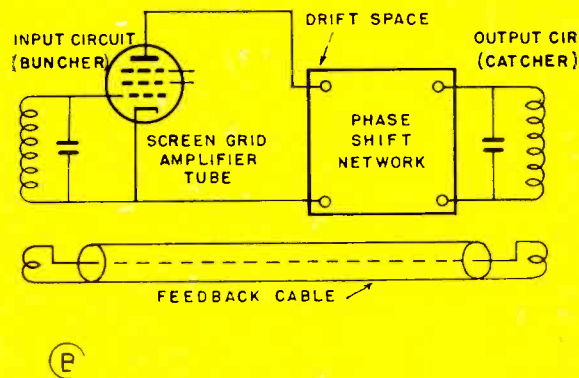 DRIFT SPACE
INPUT CIRCUIT
(BUNCHER)
OUTPUT CIR
(CATCHER)
SCREEN GRID
AMPLIFIER
TUBE
PHASE
SHIFT
NETWORK
FEEDBACK CABLE
B